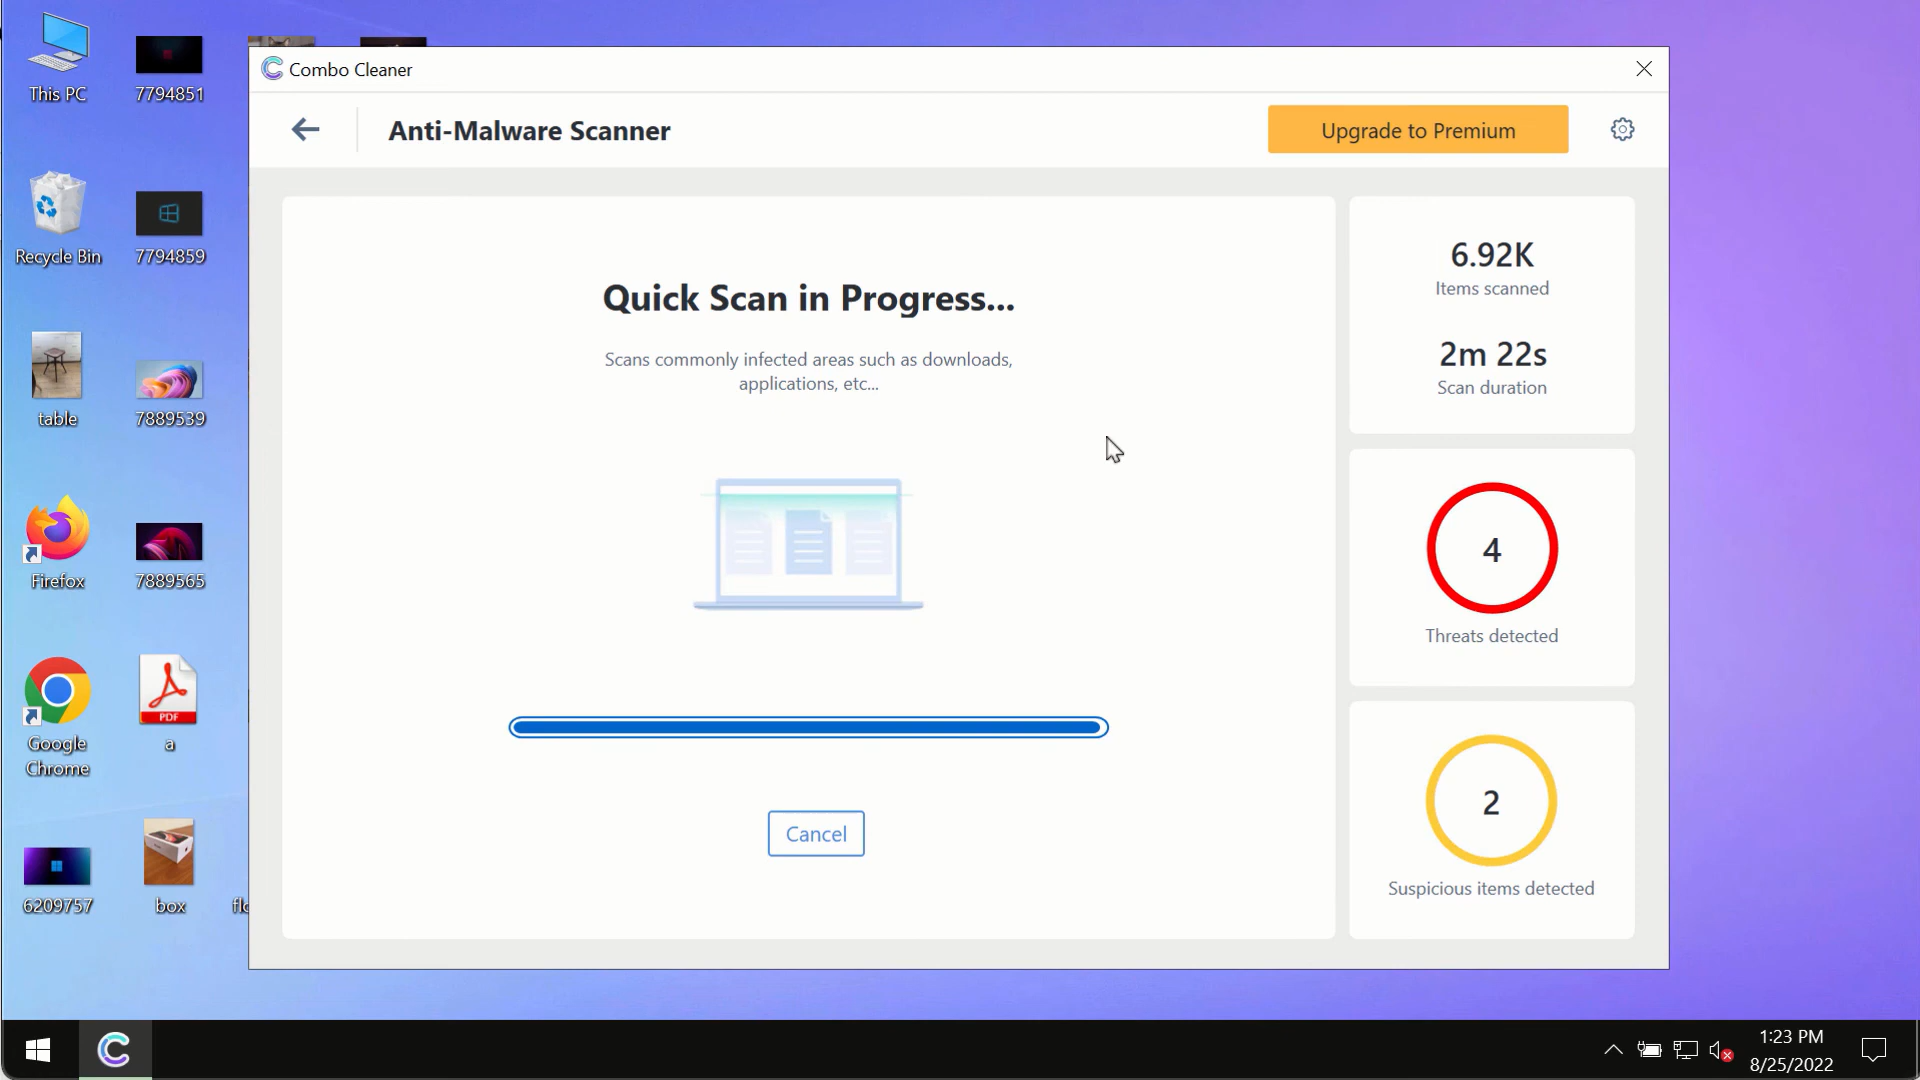 This PC
7794851
Recycle Bin
7794859
table
7889539
Firefox
7889565
Google
Chrome
PDF
a
6209757
box
Combo Cleaner
Anti-Malware Scanner
Upgrade to Premium
Quick Scan in Progress...
Scans commonly infected areas such as downloads,
applications, etc...
Cancel
6.92K
Items scanned
2m 22s
Scan duration
4
Threats detected
2
Suspicious items detected
1:23 PM
8/25/2022